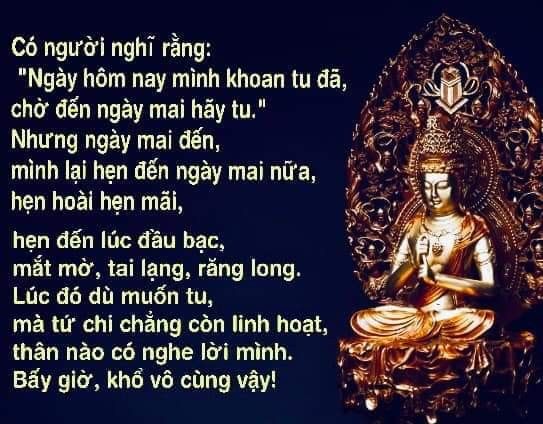 Có người nghĩ rằng:
"Ngày hôm nay mình khoan tu đã,
chờ đến ngày mai hãy tu."
Nhưng ngày mai đến,
mình lại hẹn đến ngày mai nữa,
hẹn hoài hẹn mãi,
hẹn đến lúc đầu bạc,
mắt mờ, tai lạng, răng long.
Lúc đó dù muốn tu,
mà tứ chi chẳng còn linh hoạt,
thân nào có nghe lời mình.
Bấy giờ, khổ vô cùng vậy!